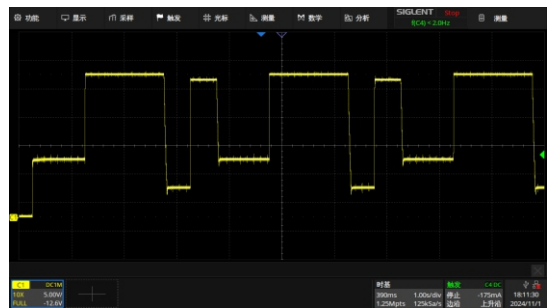 功能 显示 采样 触发 光标 测量 数学 分析 SIGLENT Stop 测量
f(C4) < 2.0Hz
C1 DC1M 时基 触发 C4 DC
10X 5.00V/ 390ms 1.00s/div 停止 -175mA 18:11:30
FULL -12.6V 1.25Mpts 125kSa/s 边沿 上升沿 2024/11/1